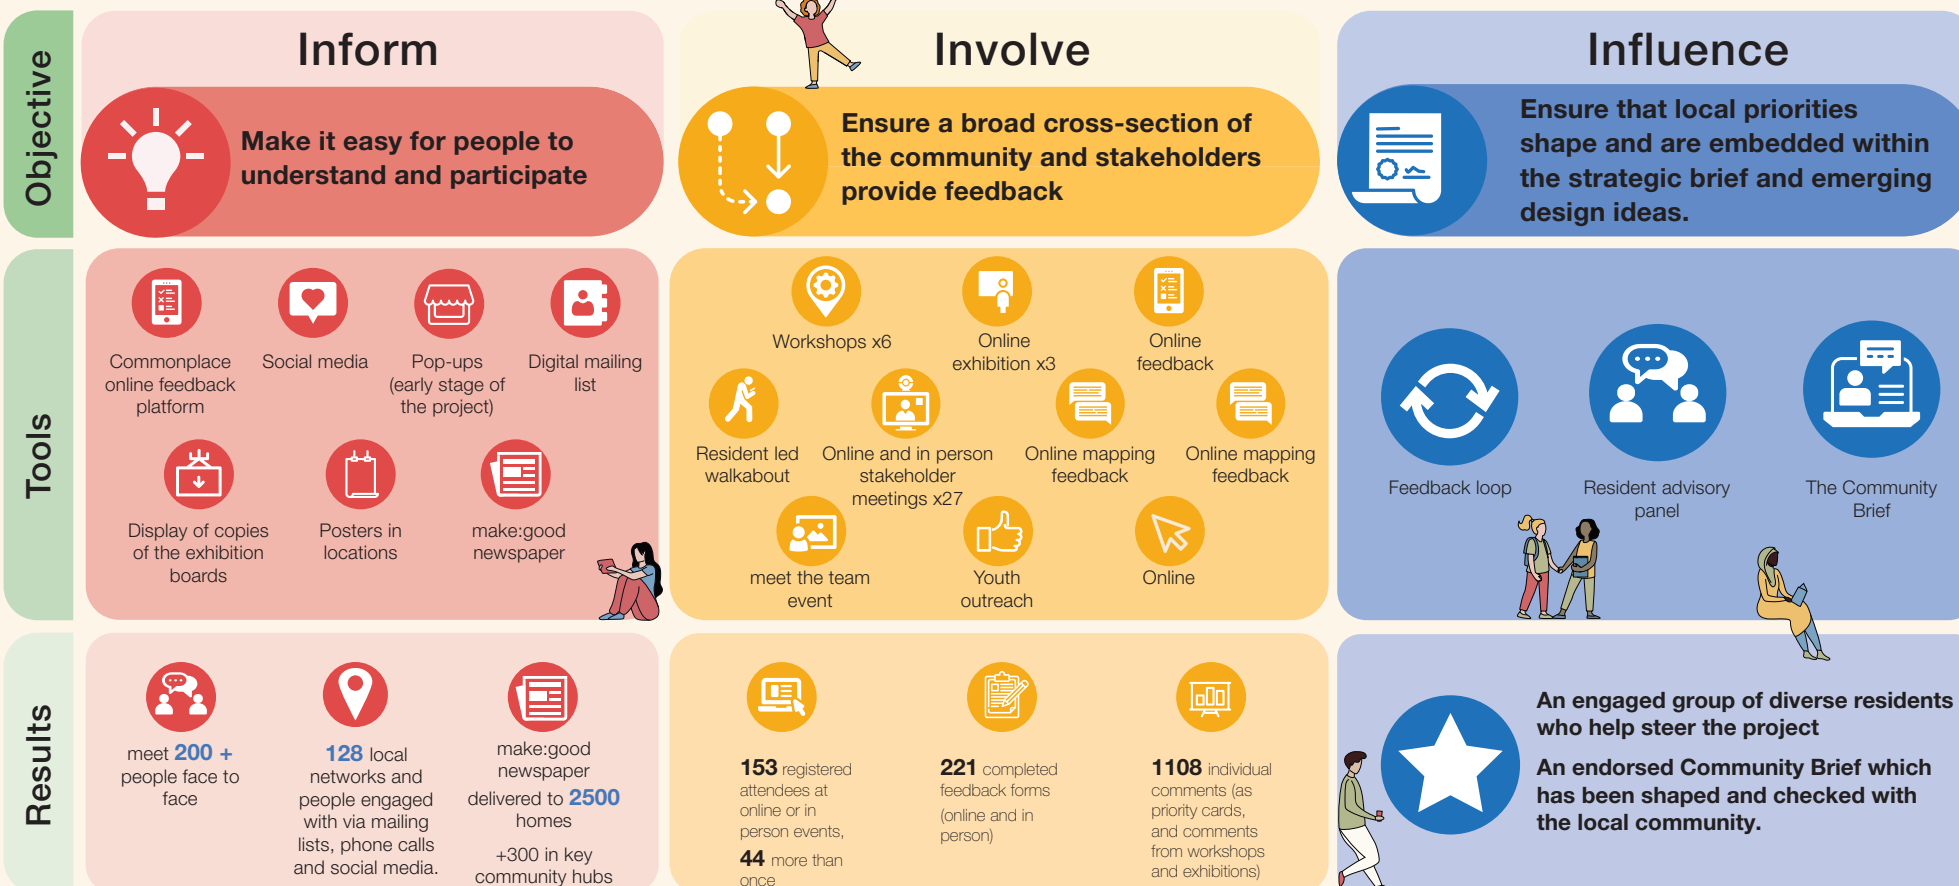 Objective
Inform
Make it easy for people to
understand and participate
Involve
Ensure a broad cross-section of
the community and stakeholders
provide feedback
Influence
Ensure that local priorities
shape and are embedded within
the strategic brief and emerging
design ideas.
Tools
Commonplace
online feedback
platform
Social media
Pop-ups
(early stage of
the project)
Digital mailing
list
Display of copies
of the exhibition
boards
Posters in
locations
make:good
newspaper
Workshops x6
Online
exhibition x3
Online
feedback
Resident led
walkabout
Online and in person
stakeholder
meetings x27
Online mapping
feedback
Online mapping
feedback
meet the team
event
Youth
outreach
Online
Feedback loop
Resident advisory
panel
The Community
Brief
Results
meet 200 +
people face to
face
128 local
networks and
people engaged
with via mailing
lists, phone calls
and social media.
make:good
newspaper
delivered to 2500
homes
+300 in key
community hubs
153 registered
attendees at
online or in
person events,
44 more than
once
221 completed
feedback forms
(online and in
person)
1108 individual
comments (as
priority cards,
and comments
from workshops
and exhibitions)
An engaged group of diverse residents
who help steer the project
An endorsed Community Brief which
has been shaped and checked with
the local community.